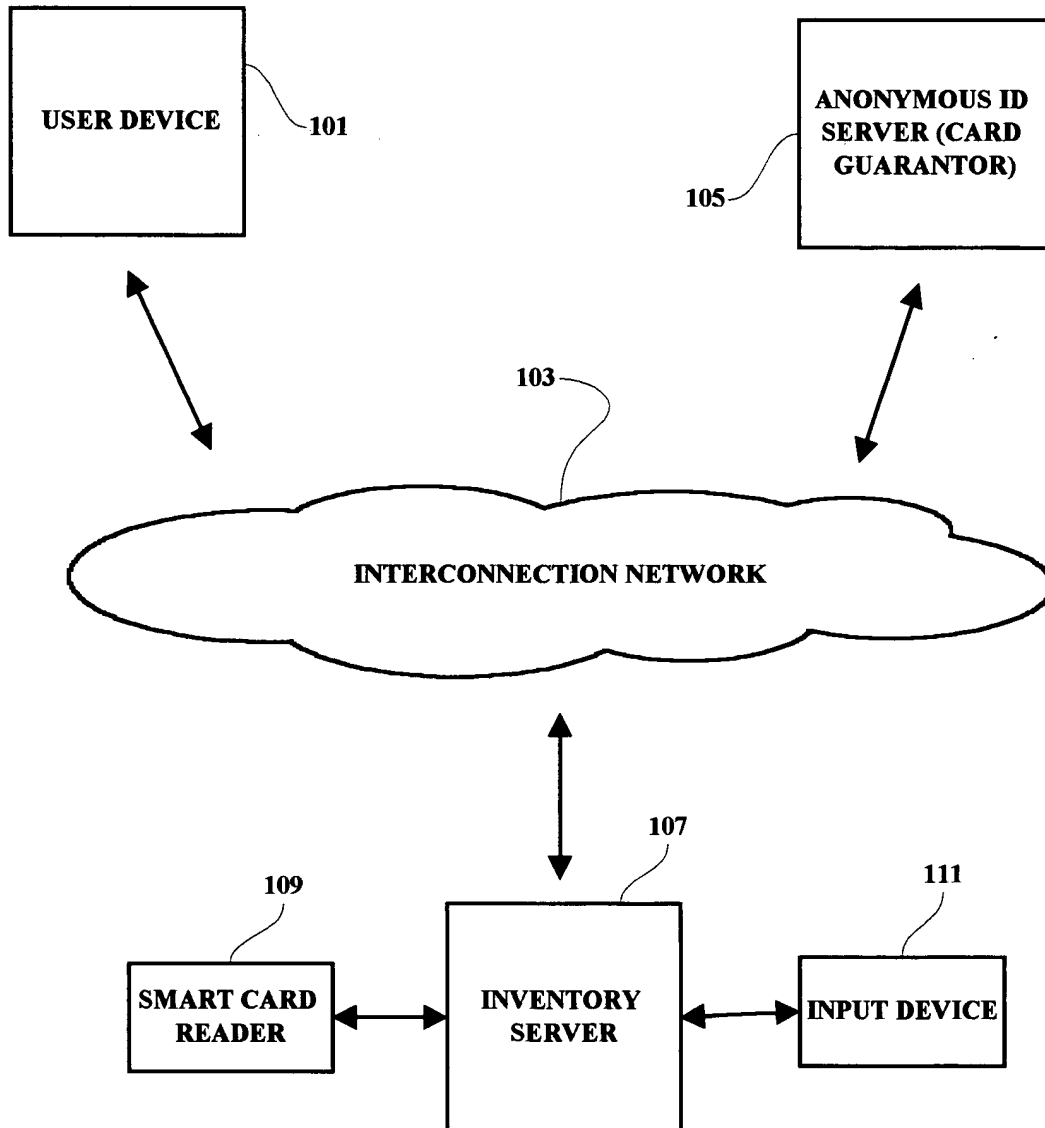 USER DEVICE
101
ANONYMOUS ID
SERVER (CARD
GUARANTOR)
105
103
INTERCONNECTION NETWORK
107
109
111
SMART CARD
READER
INVENTORY
SERVER
INPUT DEVICE